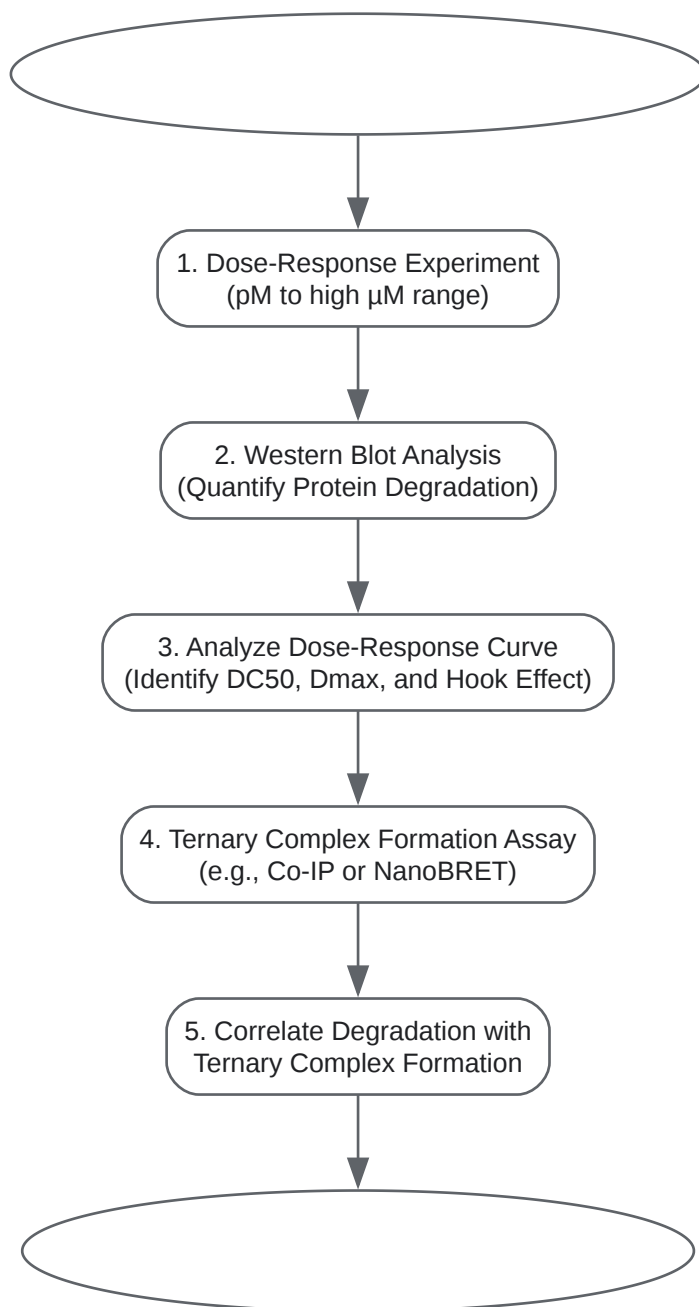 1. Dose-Response Experiment
(pM to high µM range)
2. Western Blot Analysis
(Quantify Protein Degradation)
3. Analyze Dose-Response Curve
(Identify DC50, Dmax, and Hook Effect)
4. Ternary Complex Formation Assay
(e.g., Co-IP or NanoBRET)
5. Correlate Degradation with
Ternary Complex Formation